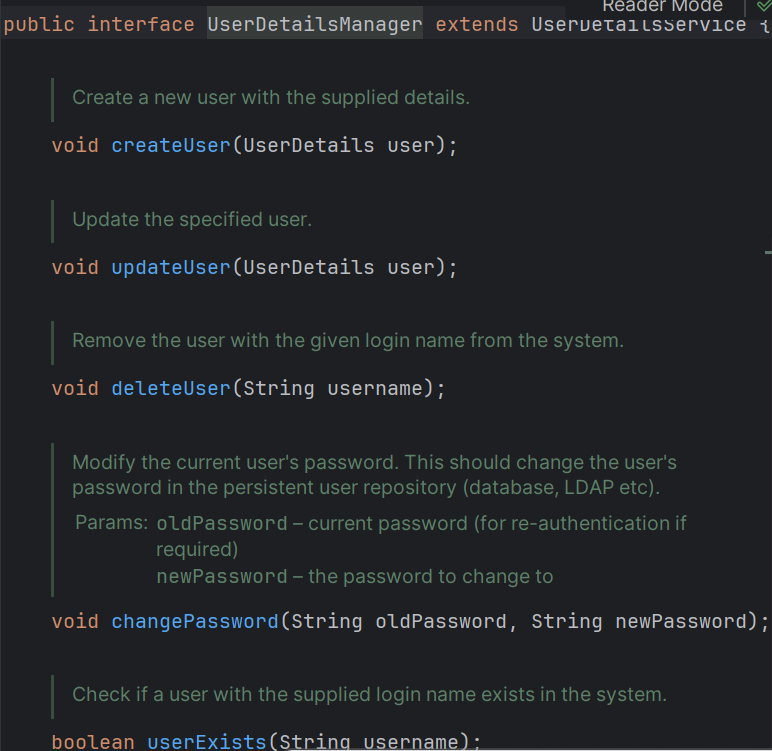 Reader Mode
public interface UserDetailsManager extends UserDetailsService {
Create a new user with the supplied details.
void createUser(UserDetails user);
Update the specified user.
void updateUser(UserDetails user);
Remove the user with the given login name from the system.
void deleteUser(String username);
Modify the current user's password. This should change the user's
password in the persistent user repository (database, LDAP etc).
Params: oldPassword – current password (for re-authentication if
required)
newPassword – the password to change to
void changePassword(String oldPassword, String newPassword);
Check if a user with the supplied login name exists in the system.
boolean userExists(String username);